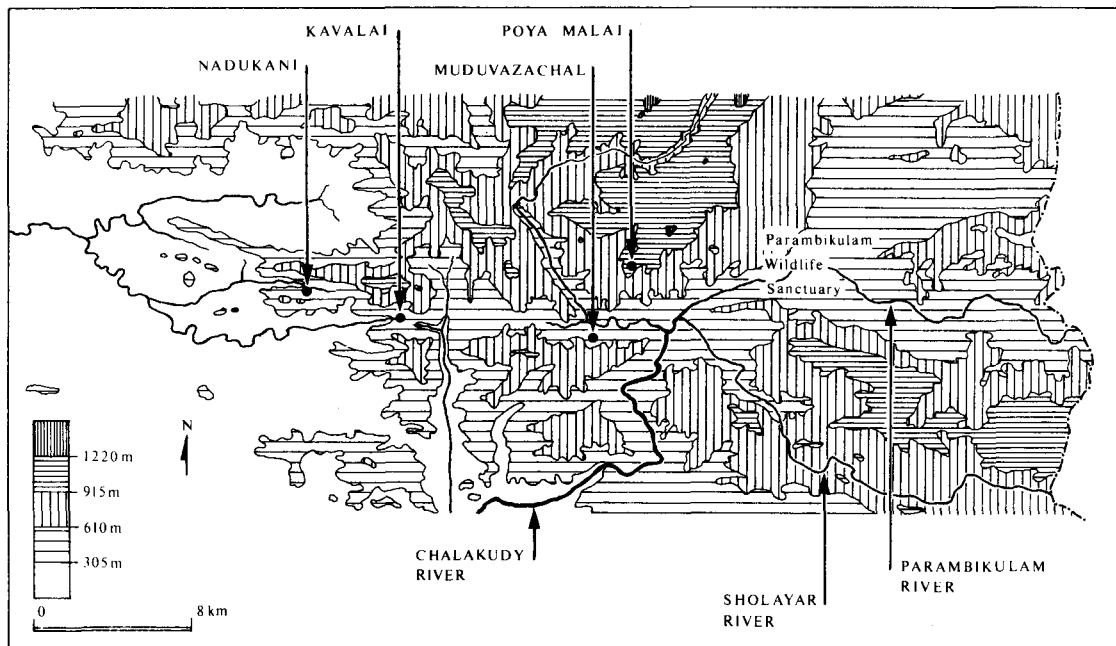 KAVALAI
POYA MALAI
NADUKANI
MUDUVAZACHAL
Parambikulam
Wildlife
Sanctuary
N
1220 m
915 m
610 m
305 m
0
8 km
CHALAKUDY
RIVER
SHOLAYAR
RIVER
PARAMBIKULAM
RIVER